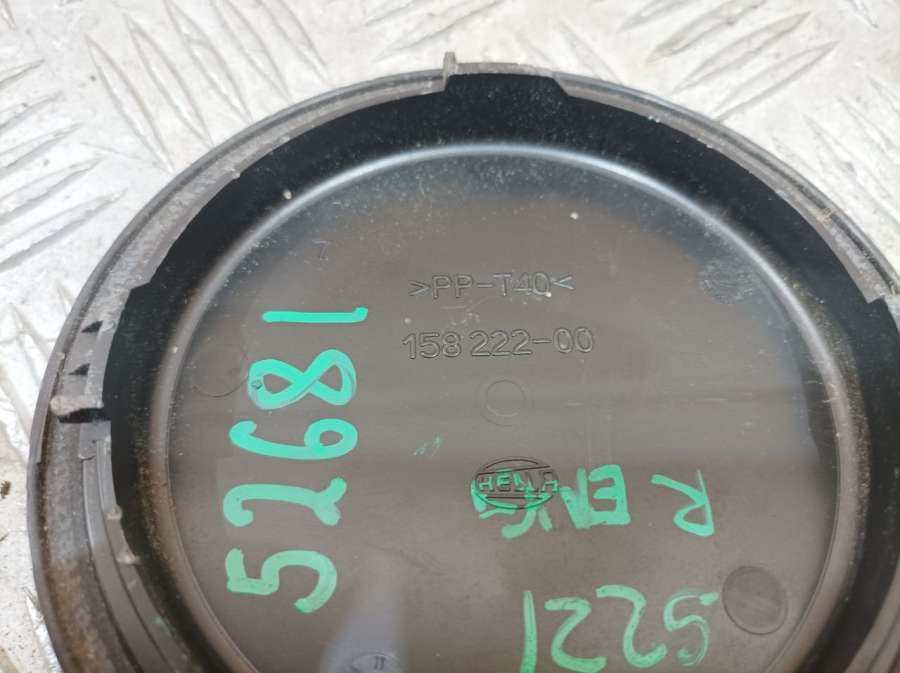 >PP-T40<
158 222-00
HELLA
52681
R ENG
S221